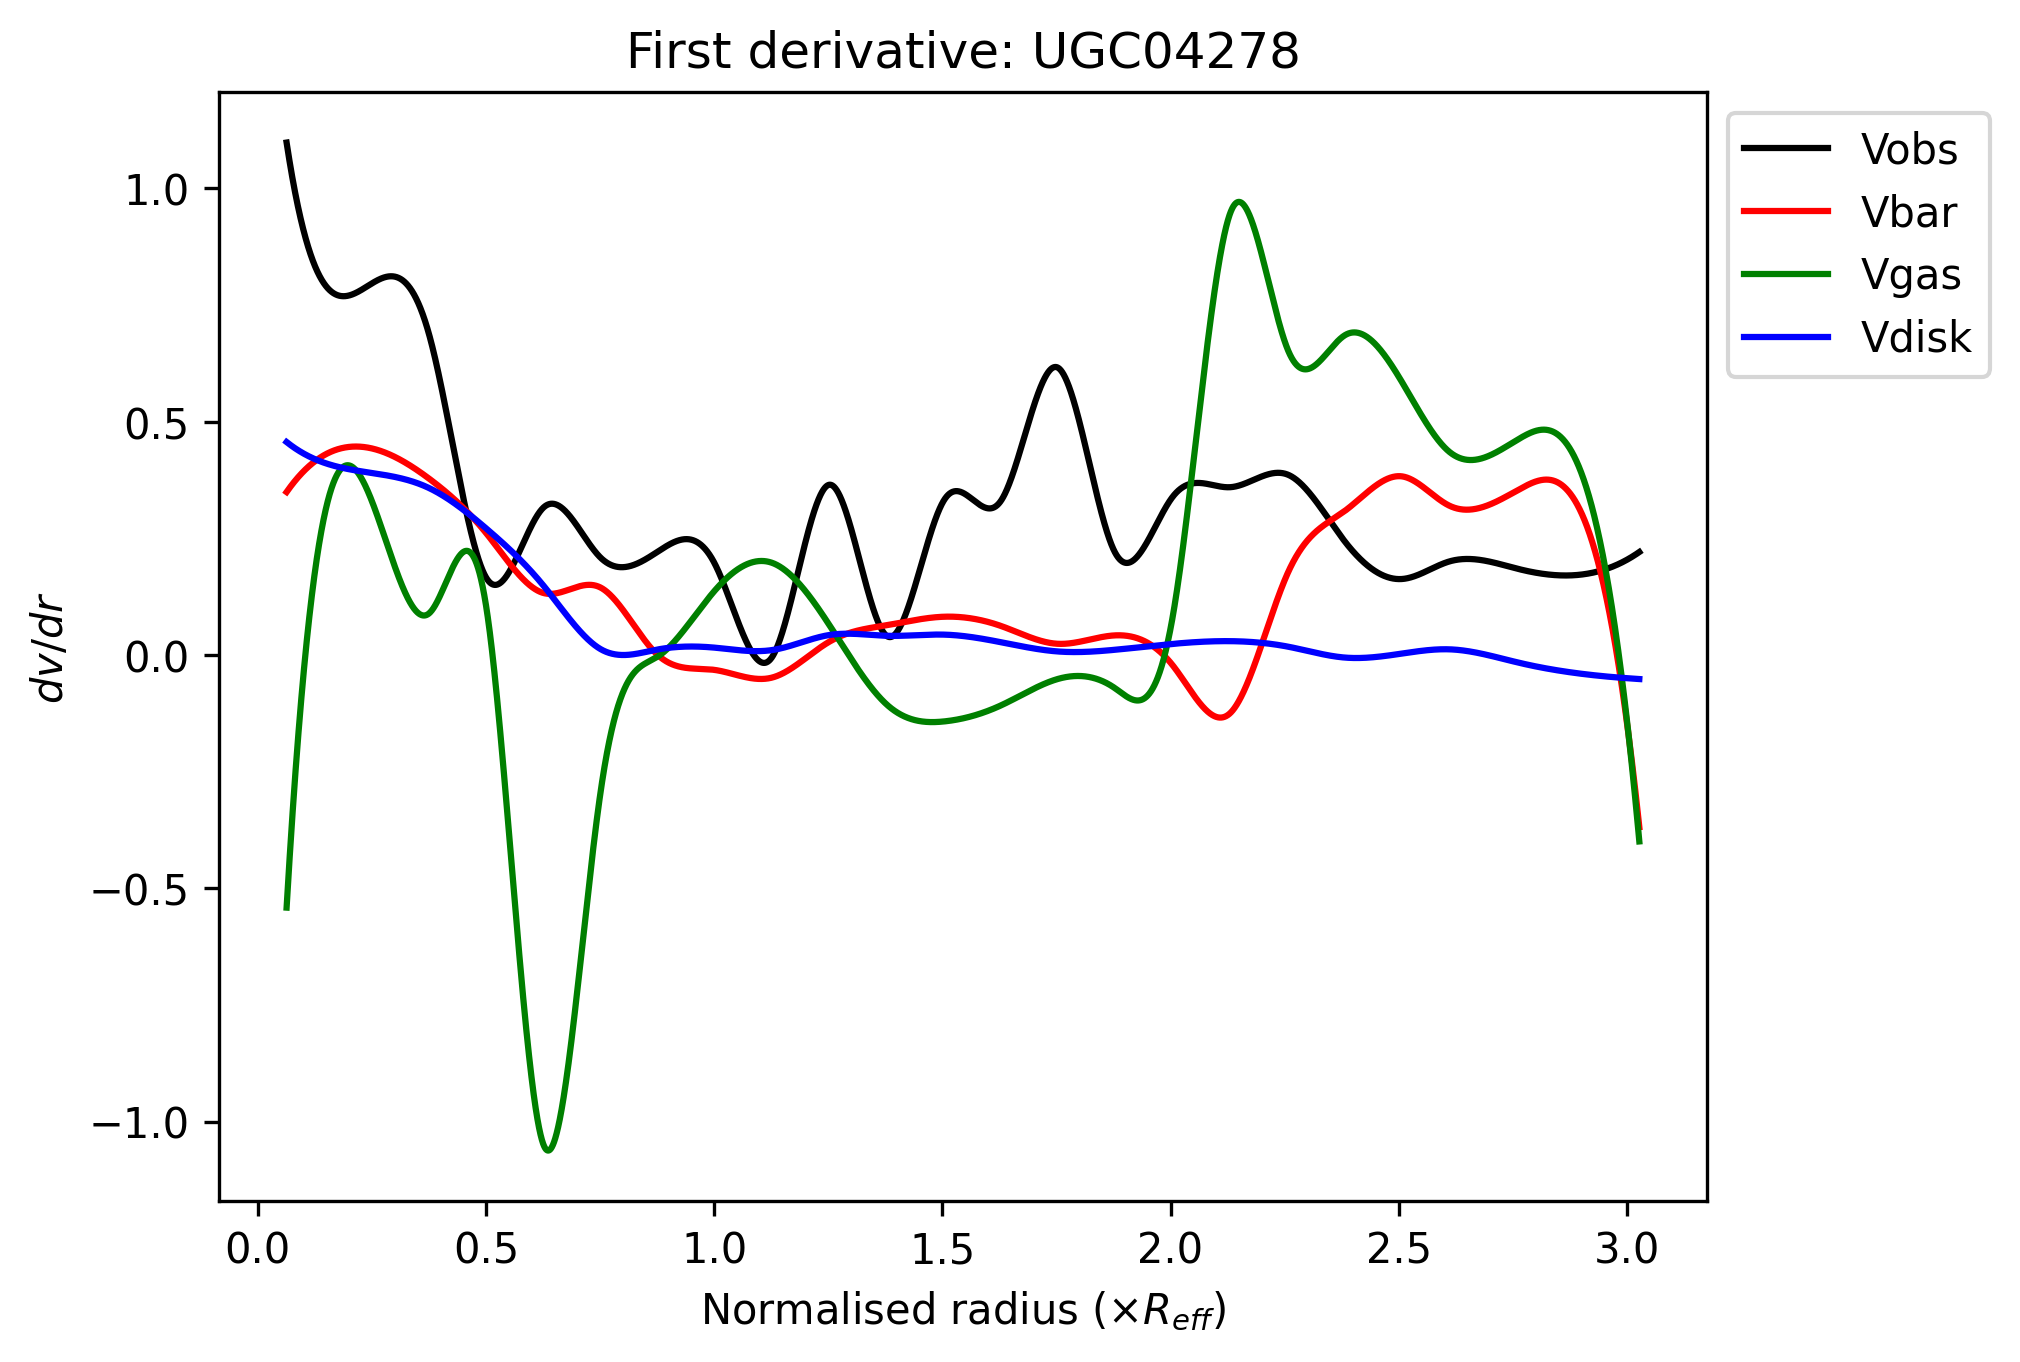 First derivative: UGC04278
Vobs
Vbar
Vgas
Vdisk
1.0
0.5
0.0
−0.5
−1.0
dv/dr
0.0 0.5 1.0 1.5 2.0 2.5 3.0
Normalised radius (×R_eff)